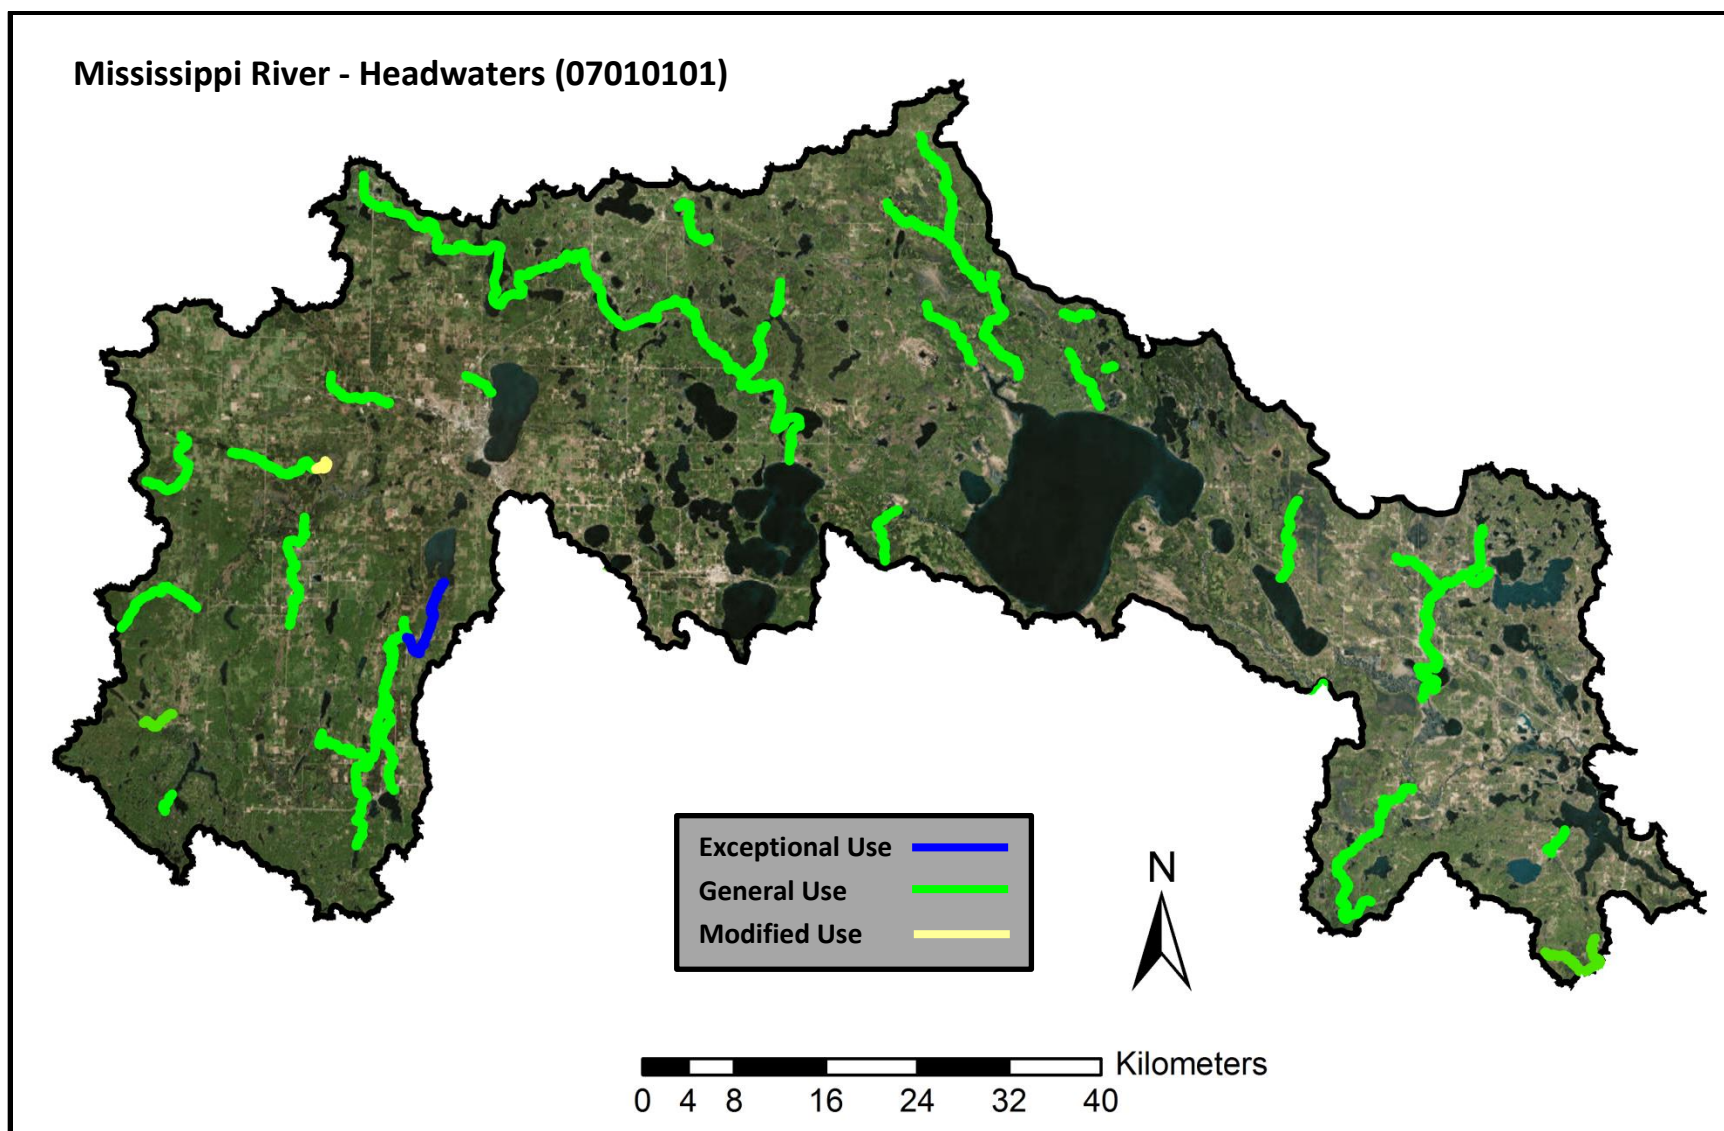 Mississippi River - Headwaters (07010101)
Exceptional Use
General Use
Modified Use
N
Kilometers
0 4 8 16 24 32 40